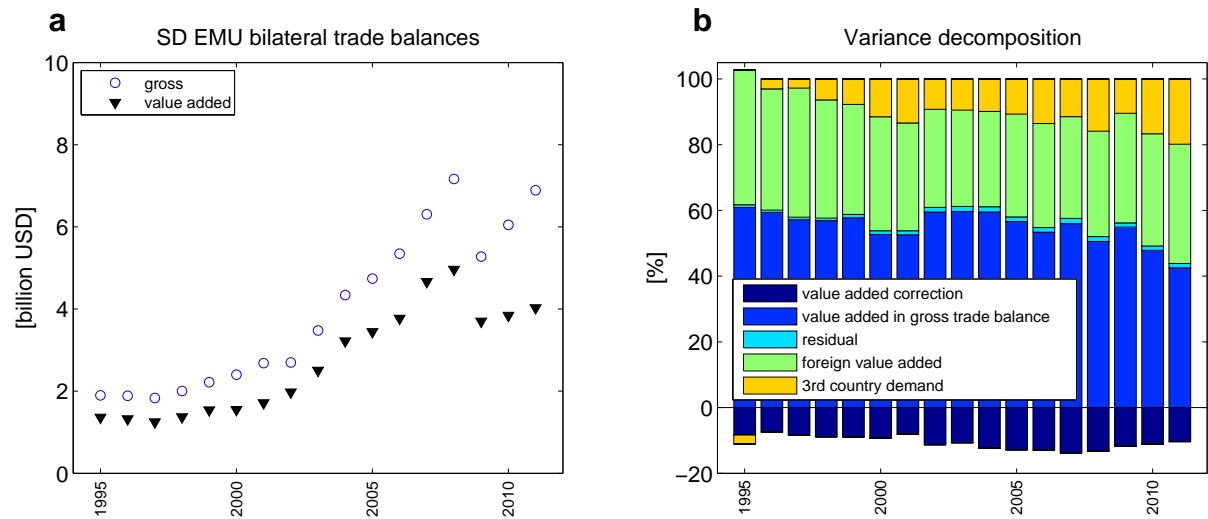 a
SD EMU bilateral trade balances
10
8
6
4
2
0
[billion USD]
gross
value added
1995
2000
2005
2010
b
Variance decomposition
100
80
60
40
20
0
−20
[%]
value added correction
value added in gross trade balance
residual
foreign value added
3rd country demand
1995
2000
2005
2010